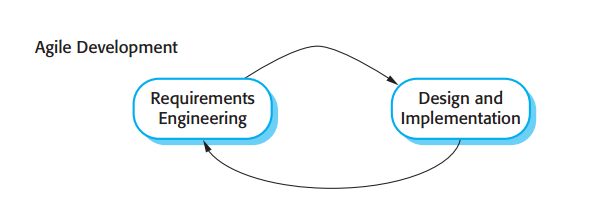 Agile Development
Requirements
Engineering
Design and
Implementation